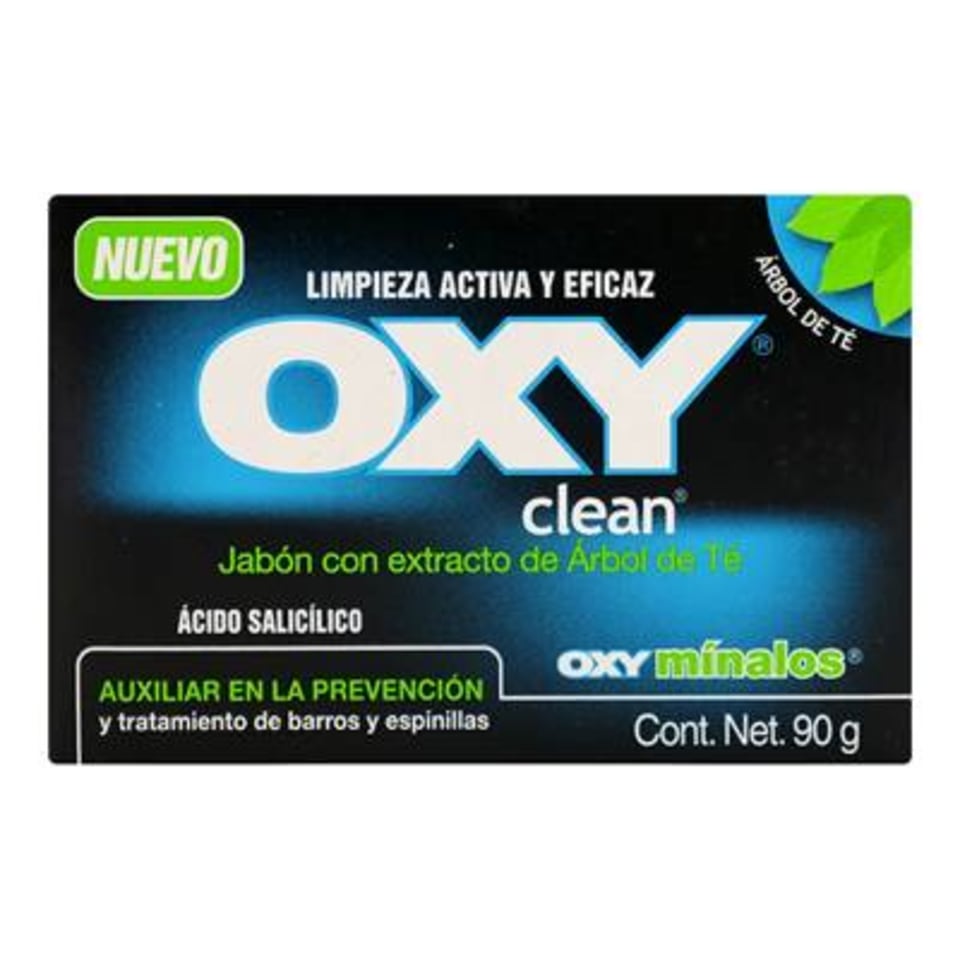 NUEVO
LIMPIEZA ACTIVA Y EFICAZ
ÁRBOL DE TÉ
OXY®
clean®
Jabón con extracto de Árbol de Té
ÁCIDO SALICÍLICO
OXY mínalos®
AUXILIAR EN LA PREVENCIÓN
y tratamiento de barros y espinillas
Cont. Net. 90 g